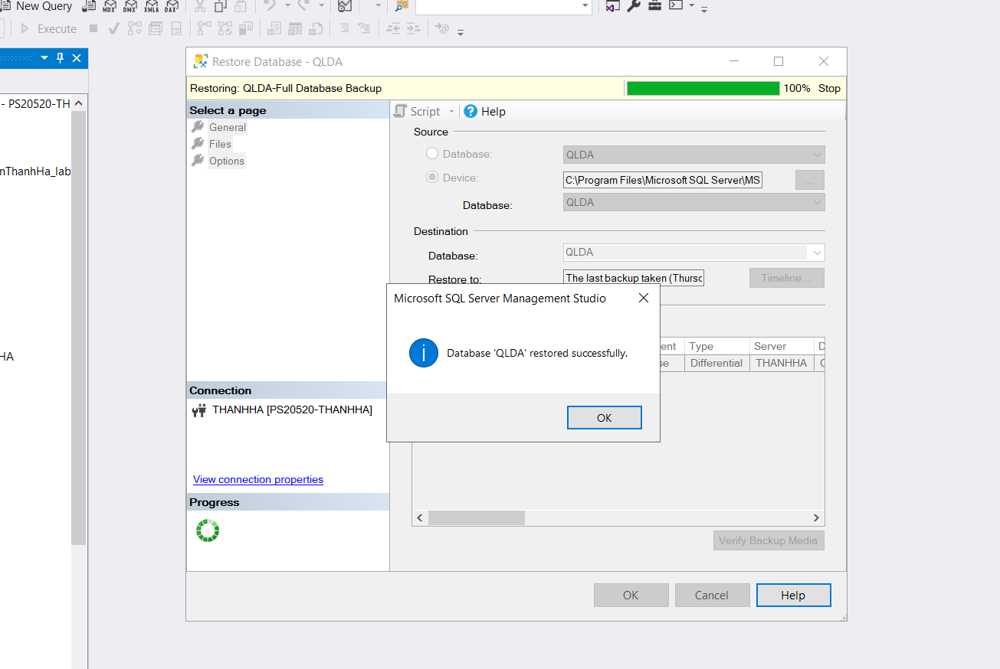 New Query MDX DMX XMLA DAX
Execute
Restore Database - QLDA
Restoring: QLDA-Full Database Backup 100% Stop
- PS20520-TH
nThanhHa_lab
HA
Select a page
General
Files
Options
Script Help
Source
Database: QLDA
Device: C:\Program Files\Microsoft SQL Server\MS ...
Database: QLDA
Destination
Database: QLDA
Restore to: The last backup taken (Thurs Timeline...
ent Type Server D
se Differential THANHHA
Microsoft SQL Server Management Studio
Database 'QLDA' restored successfully.
OK
Connection
THANHHA [PS20520-THANHHA]
View connection properties
Progress
Verify Backup Media
OK Cancel Help